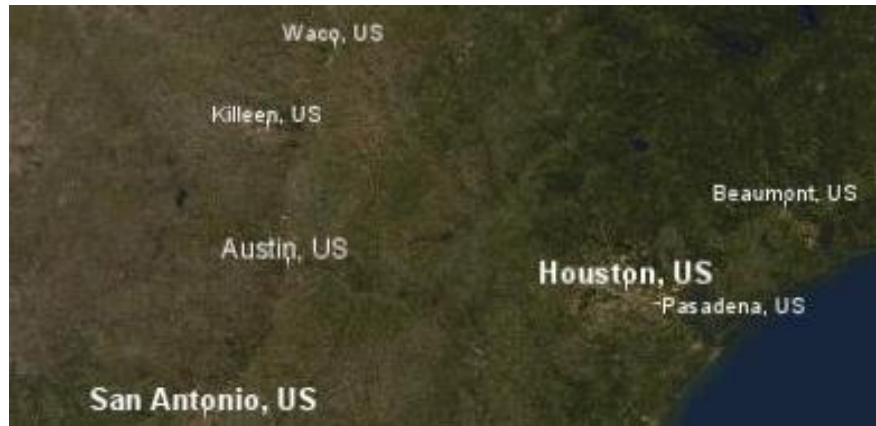 Waco, US
Killeen, US
Beaumont, US
Austin, US
Houston, US
Pasadena, US
San Antonio, US